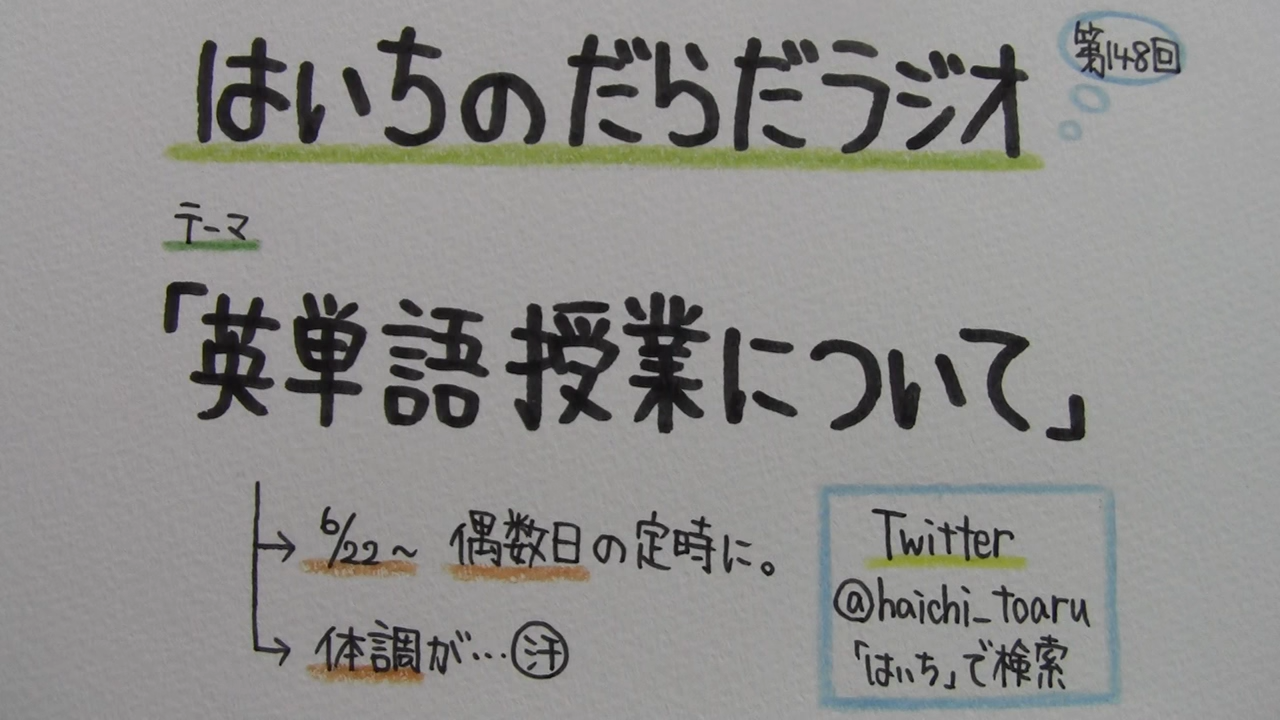 はいちのだらだラジオ
第148回
テーマ
「英単語授業について」
6/22～ 偶数日の定時に。
体調が…汗
Twitter
@haichi_toaru
「はいち」で検索